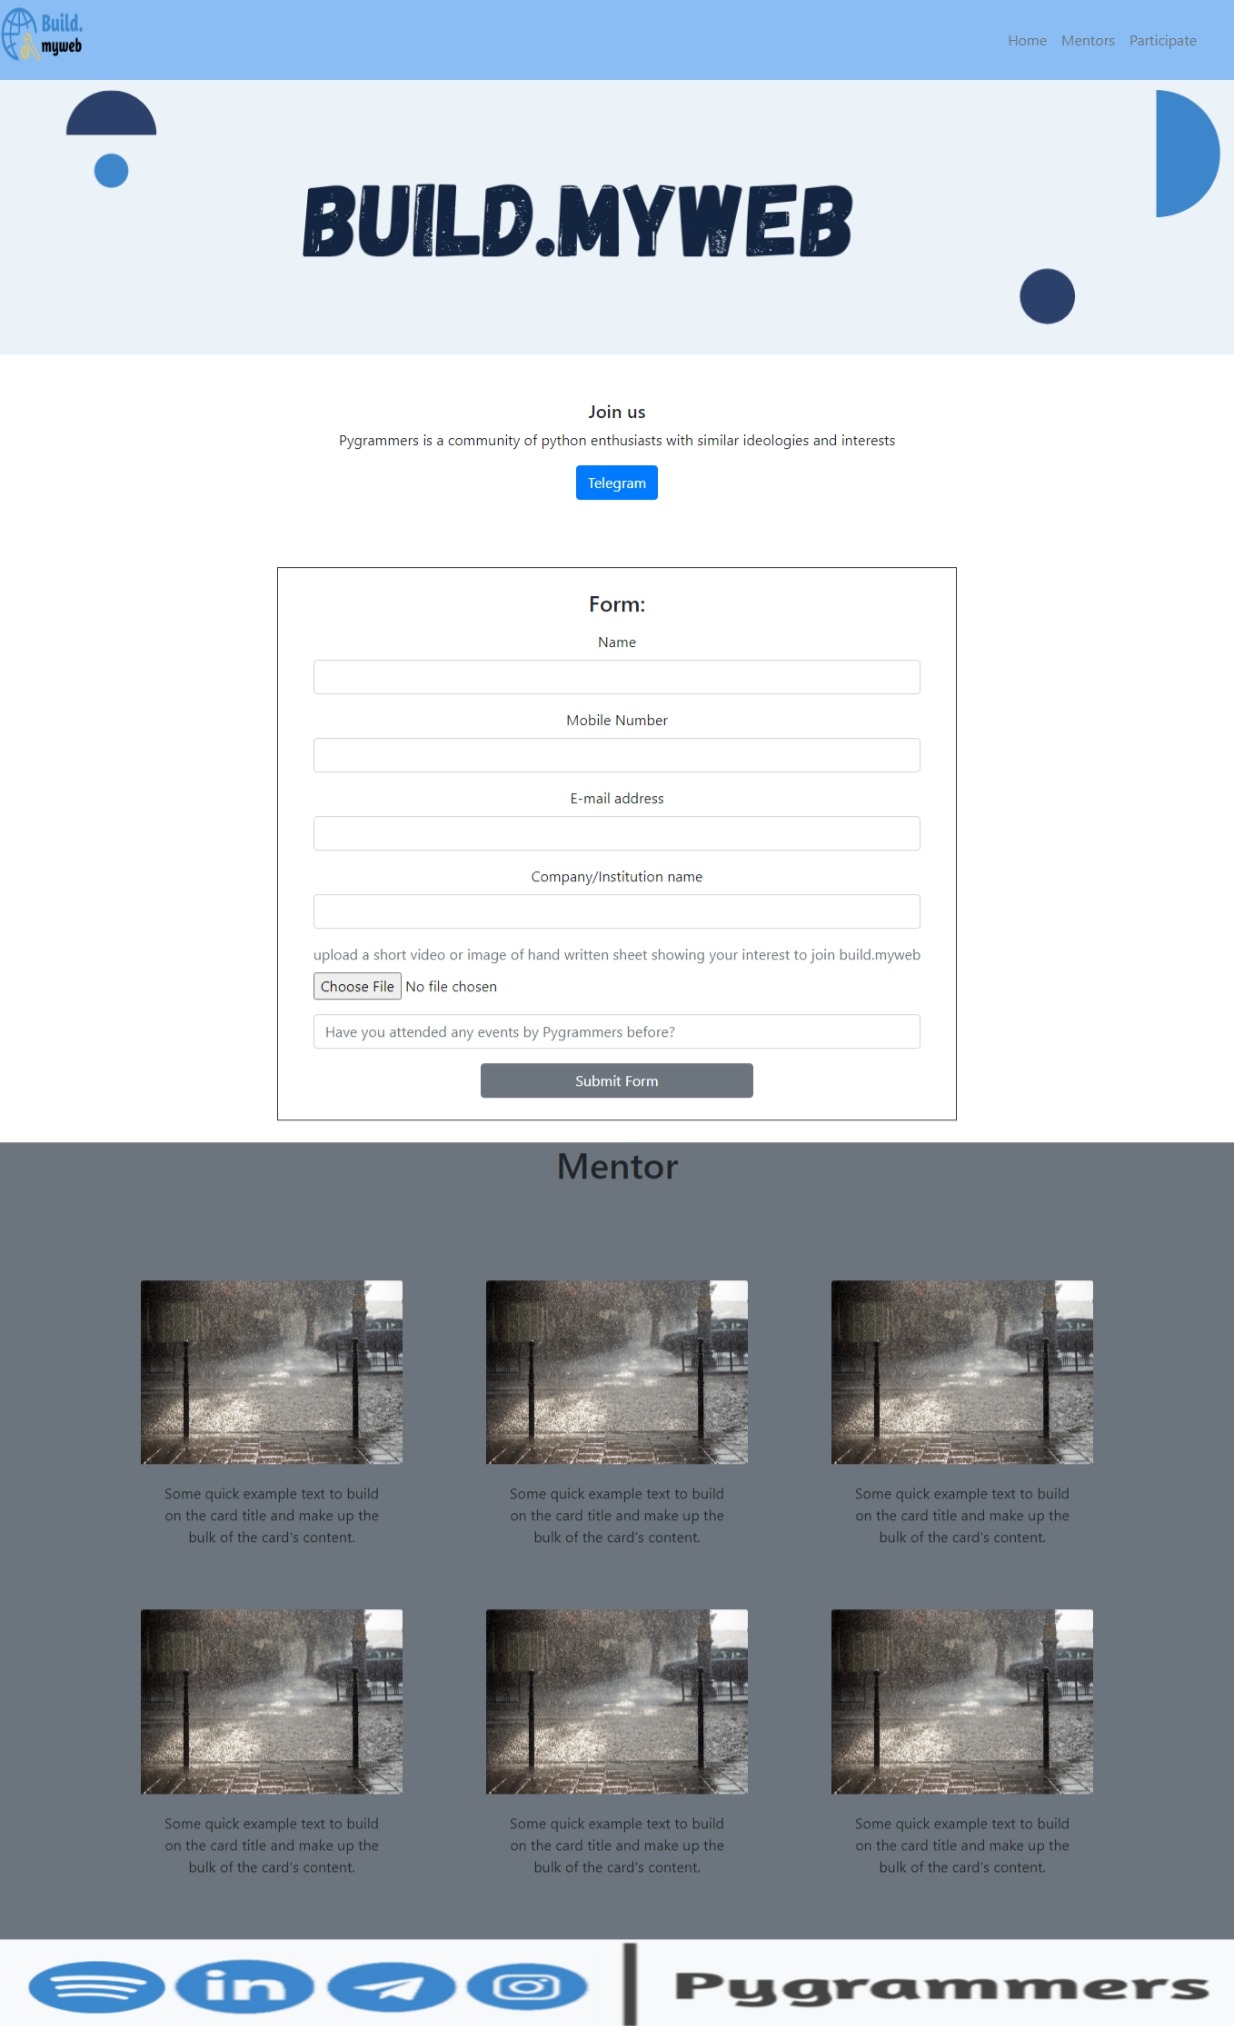 Build.
myweb
Home Mentors Participate
BUILD.MYWEB
Join us
Pygrammers is a community of python enthusiasts with similar ideologies and interests
Telegram
Form:
Name
Mobile Number
E-mail address
Company/Institution name
upload a short video or image of hand written sheet showing your interest to join build.myweb
Choose File No file chosen
Have you attended any events by Pygrammers before?
Submit Form
Mentor
Some quick example text to build
on the card title and make up the
bulk of the card's content.
Some quick example text to build
on the card title and make up the
bulk of the card's content.
Some quick example text to build
on the card title and make up the
bulk of the card's content.
Some quick example text to build
on the card title and make up the
bulk of the card's content.
Some quick example text to build
on the card title and make up the
bulk of the card's content.
Some quick example text to build
on the card title and make up the
bulk of the card's content.
in | Pygrammers